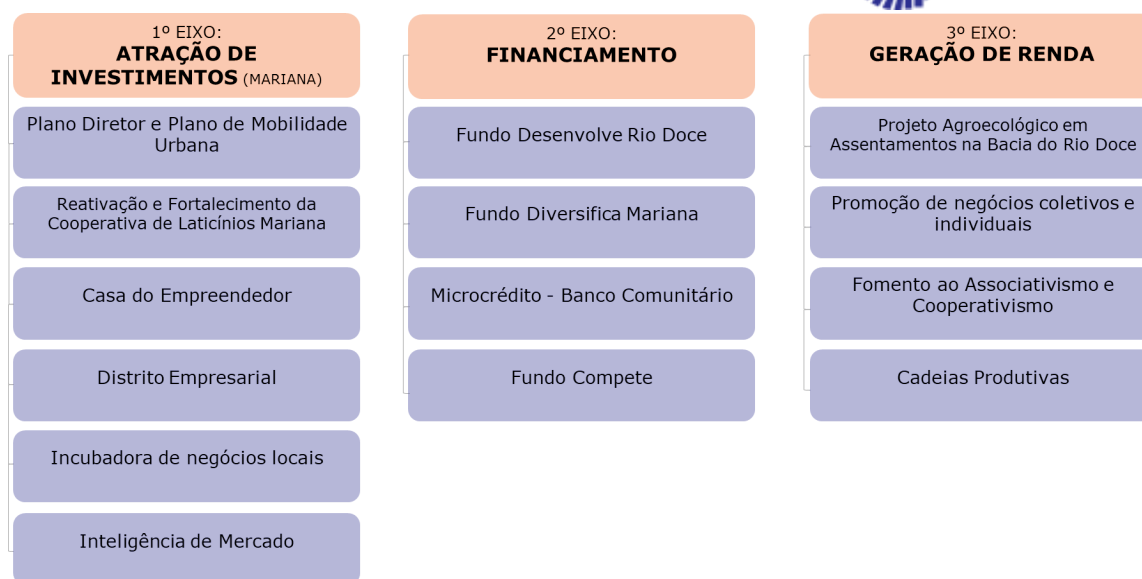 1º EIXO:
ATRAÇÃO DE
INVESTIMENTOS (MARIANA)
Plano Diretor e Plano de Mobilidade
Urbana
Reativação e Fortalecimento da
Cooperativa de Laticínios Mariana
Casa do Empreendedor
Distrito Empresarial
Incubadora de negócios locais
Inteligência de Mercado
2º EIXO:
FINANCIAMENTO
Fundo Desenvolve Rio Doce
Fundo Diversifica Mariana
Microcrédito - Banco Comunitário
Fundo Compete
3º EIXO:
GERAÇÃO DE RENDA
Projeto Agroecológico em
Assentamentos na Bacia do Rio Doce
Promoção de negócios coletivos e
individuais
Fomento ao Associativismo e
Cooperativismo
Cadeias Produtivas